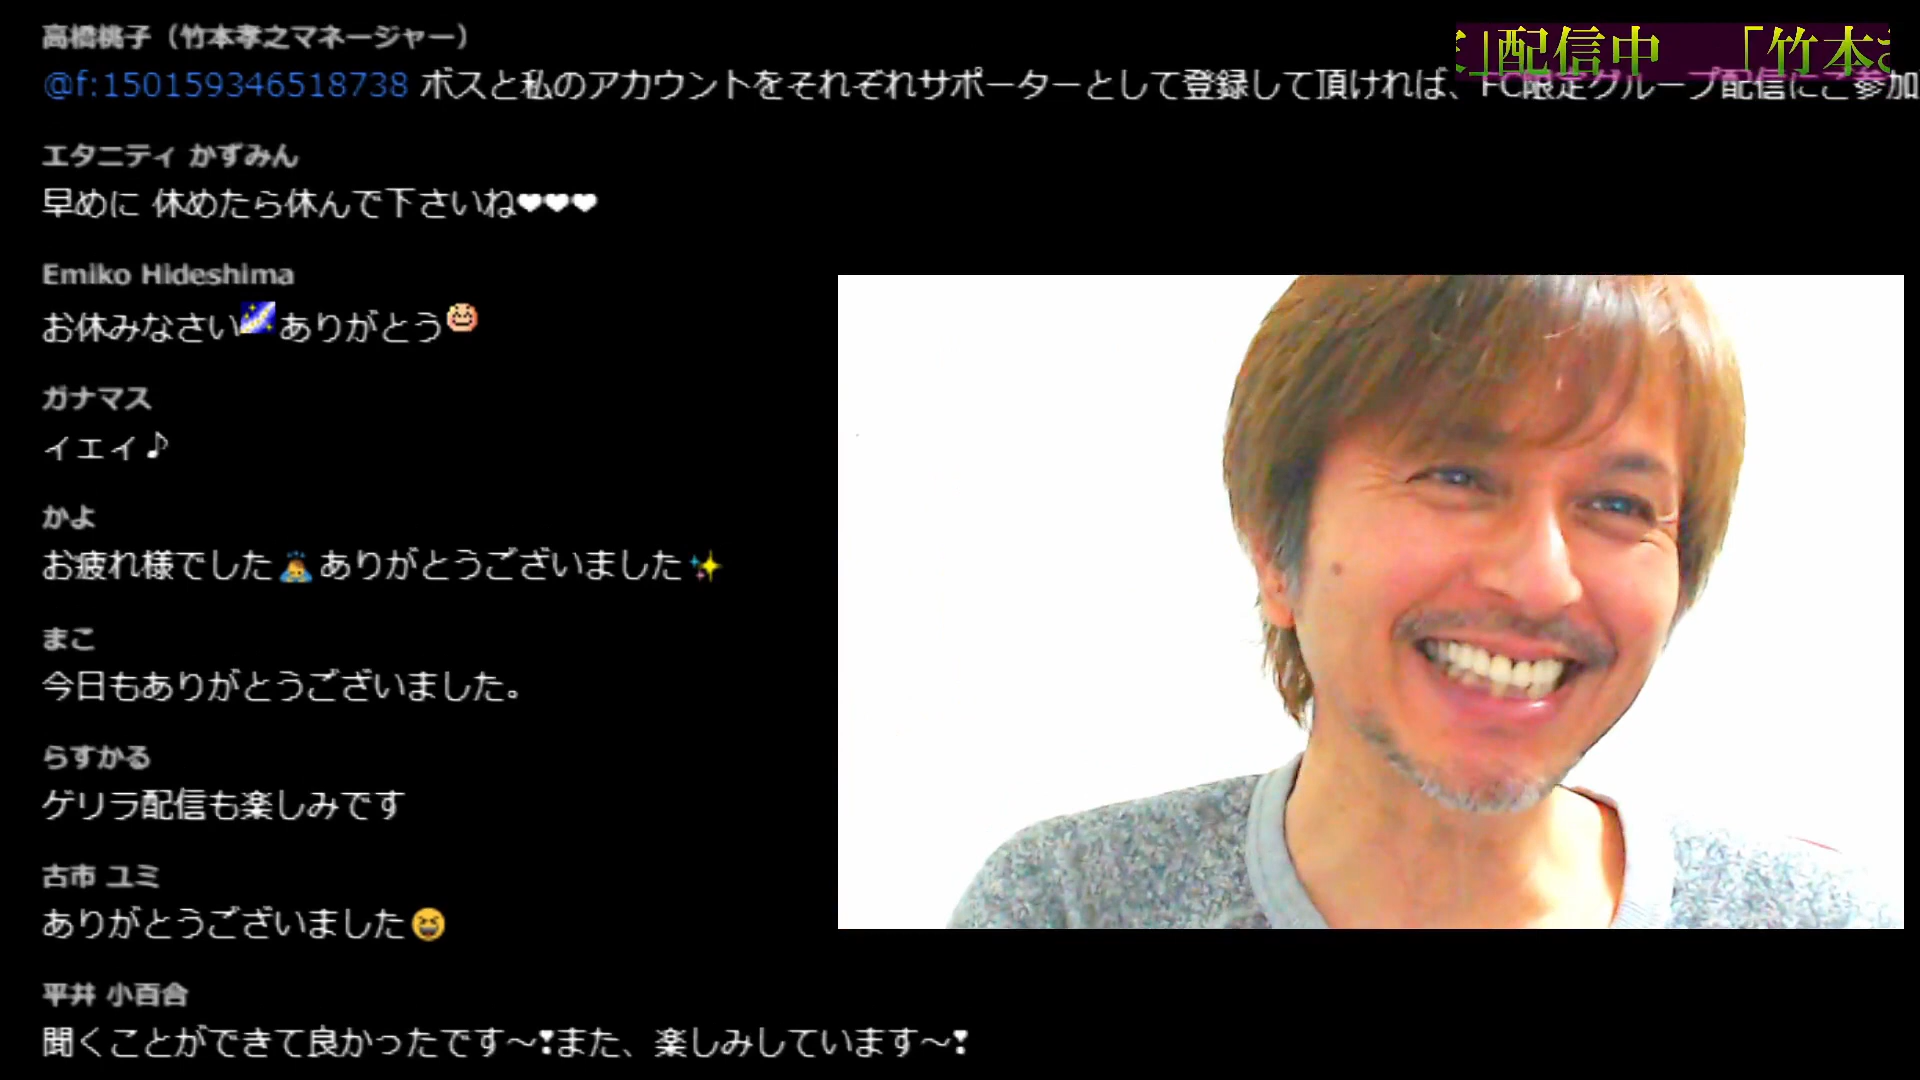 高橋桃子（竹本孝之マネージャー）
」配信中　「竹本
@f:150159346518738 ボスと私のアカウントをそれぞれサポーターとして登録して頂ければ、FC限定グループ配信にご参加
エタニティ かずみん
早めに 休めたら休んで下さいね❤❤❤
Emiko Hideshima
お休みなさい🌌ありがとう😁
ガナマス
イエイ♪
かよ
お疲れ様でした🙇ありがとうございました✨
まこ
今日もありがとうございました。
らすかる
ゲリラ配信も楽しみです
古市 ユミ
ありがとうございました😆
平井 小百合
聞くことができて良かったです～❣また、楽しみしています～❣